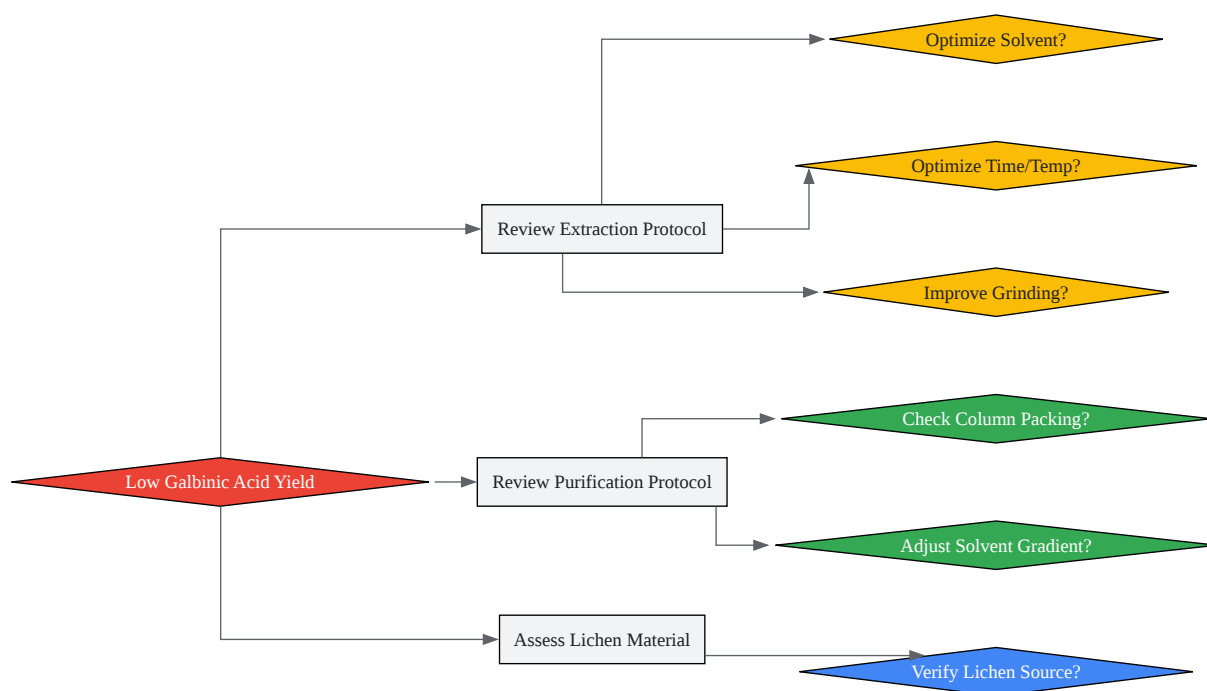 Optimize Solvent?
Optimize Time/Temp?
Review Extraction Protocol
Improve Grinding?
Check Column Packing?
Low Galbinic Acid Yield
Review Purification Protocol
Adjust Solvent Gradient?
Assess Lichen Material
Verify Lichen Source?